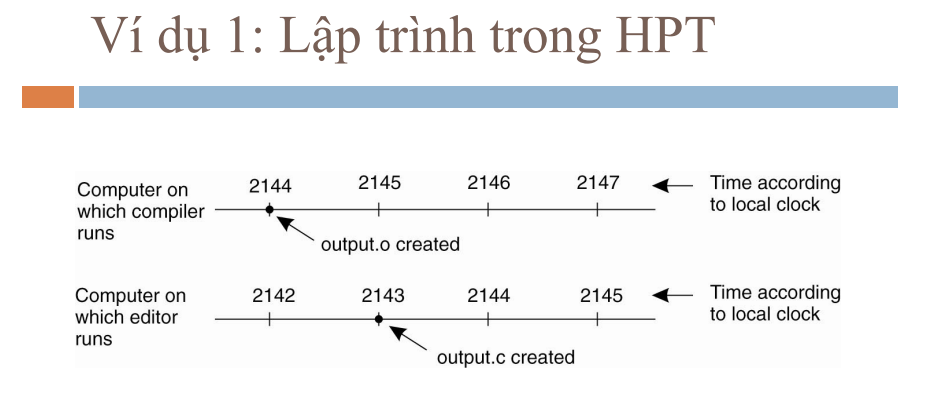 Ví dụ 1: Lập trình trong HPT
Computer on
which compiler
runs
2144 2145 2146 2147
Time according
to local clock
output.o created
Computer on
which editor
runs
2142 2143 2144 2145
Time according
to local clock
output.c created